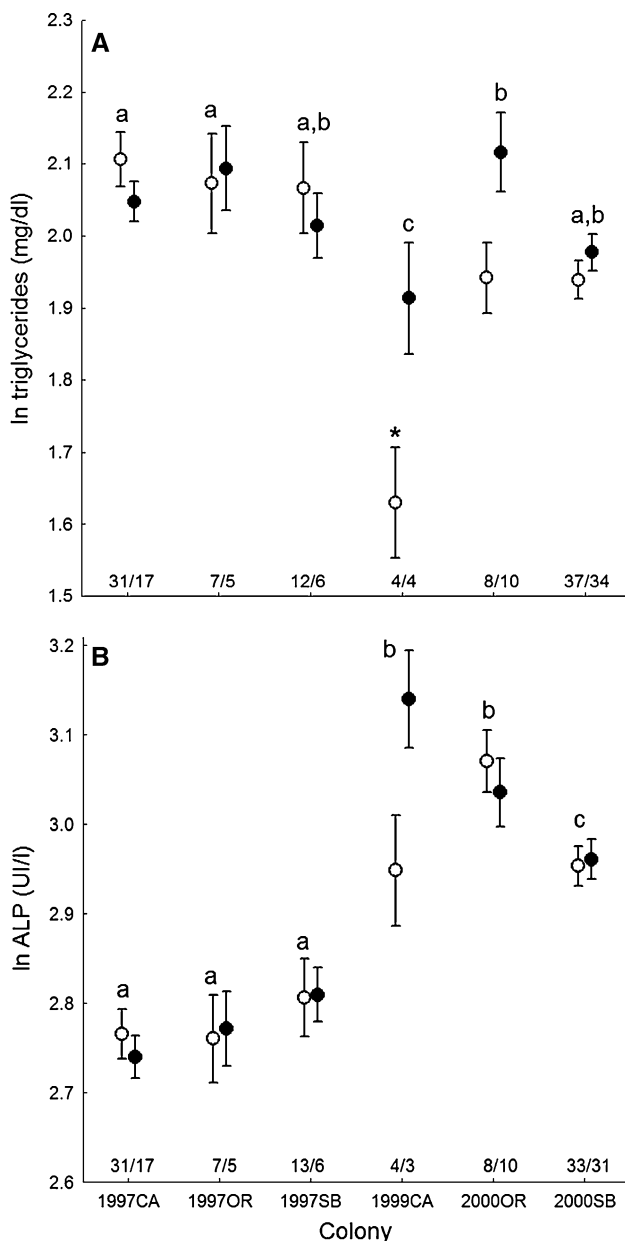 A
2.3
2.2
2.1
2.0
1.9
1.8
1.7
1.6
1.5
ln triglycerides (mg/dl)
a
a
a,b
c
*
b
a,b
31/17 7/5 12/6 4/4 8/10 37/34
B
3.2
3.1
3.0
2.9
2.8
2.7
2.6
ln ALP (UI/l)
a
a
a
b
b
c
31/17 7/5 13/6 4/3 8/10 33/31
1997CA 1997OR 1997SB 1999CA 2000OR 2000SB
Colony